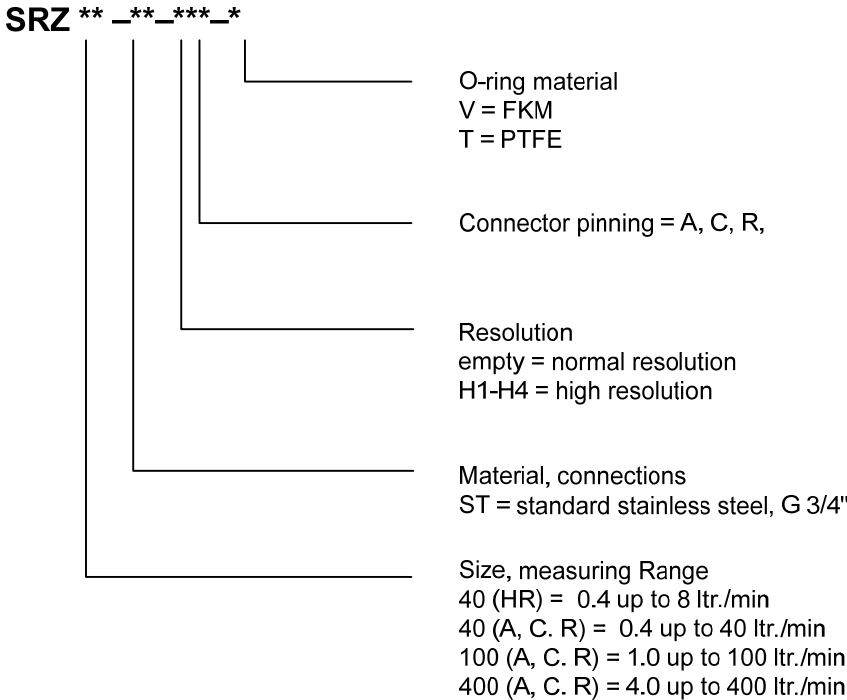 SRZ ** –**–***–*
O-ring material
V = FKM
T = PTFE
Connector pinning = A, C, R,
Resolution
empty = normal resolution
H1-H4 = high resolution
Material, connections
ST = standard stainless steel, G 3/4"
Size, measuring Range
40 (HR) = 0.4 up to 8 ltr./min
40 (A, C. R) = 0.4 up to 40 ltr./min
100 (A, C. R) = 1.0 up to 100 ltr./min
400 (A, C. R) = 4.0 up to 400 ltr./min